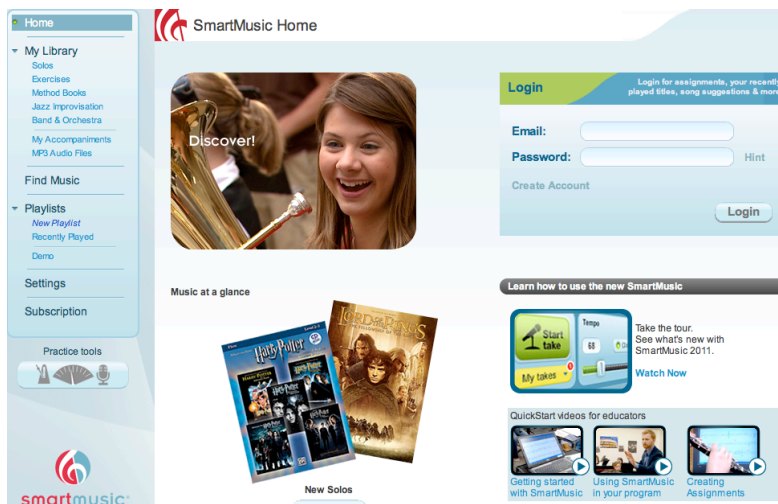 Home
My Library
Solos
Exercises
Method Books
Jazz Improvisation
Band & Orchestra
My Accompaniments
MP3 Audio Files
Find Music
Playlists
New Playlist
Recently Played
Demo
Settings
Subscription
Practice tools
smartmusic
SmartMusic Home
Discover!
Login
Login for assignments, your recently
played titles, song suggestions & more
Email:
Password:
Hint
Create Account
Login
Music at a glance
Harry Potter
LORD OF THE RINGS
New Solos
Learn how to use the new SmartMusic
Start
take
My takes
Tempo
68
Take the tour.
See what's new with
SmartMusic 2011.
Watch Now
QuickStart videos for educators
Getting started
with SmartMusic
Using SmartMusic
in your program
Creating
Assignments